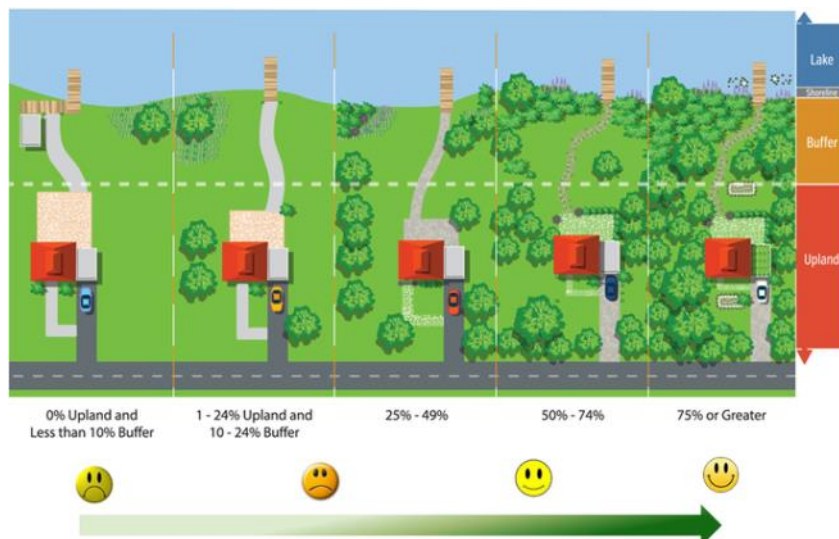 Lake
Shoreline
Buffer
Upland
0% Upland and
Less than 10% Buffer
1 - 24% Upland and
10 - 24% Buffer
25% - 49%
50% - 74%
75% or Greater